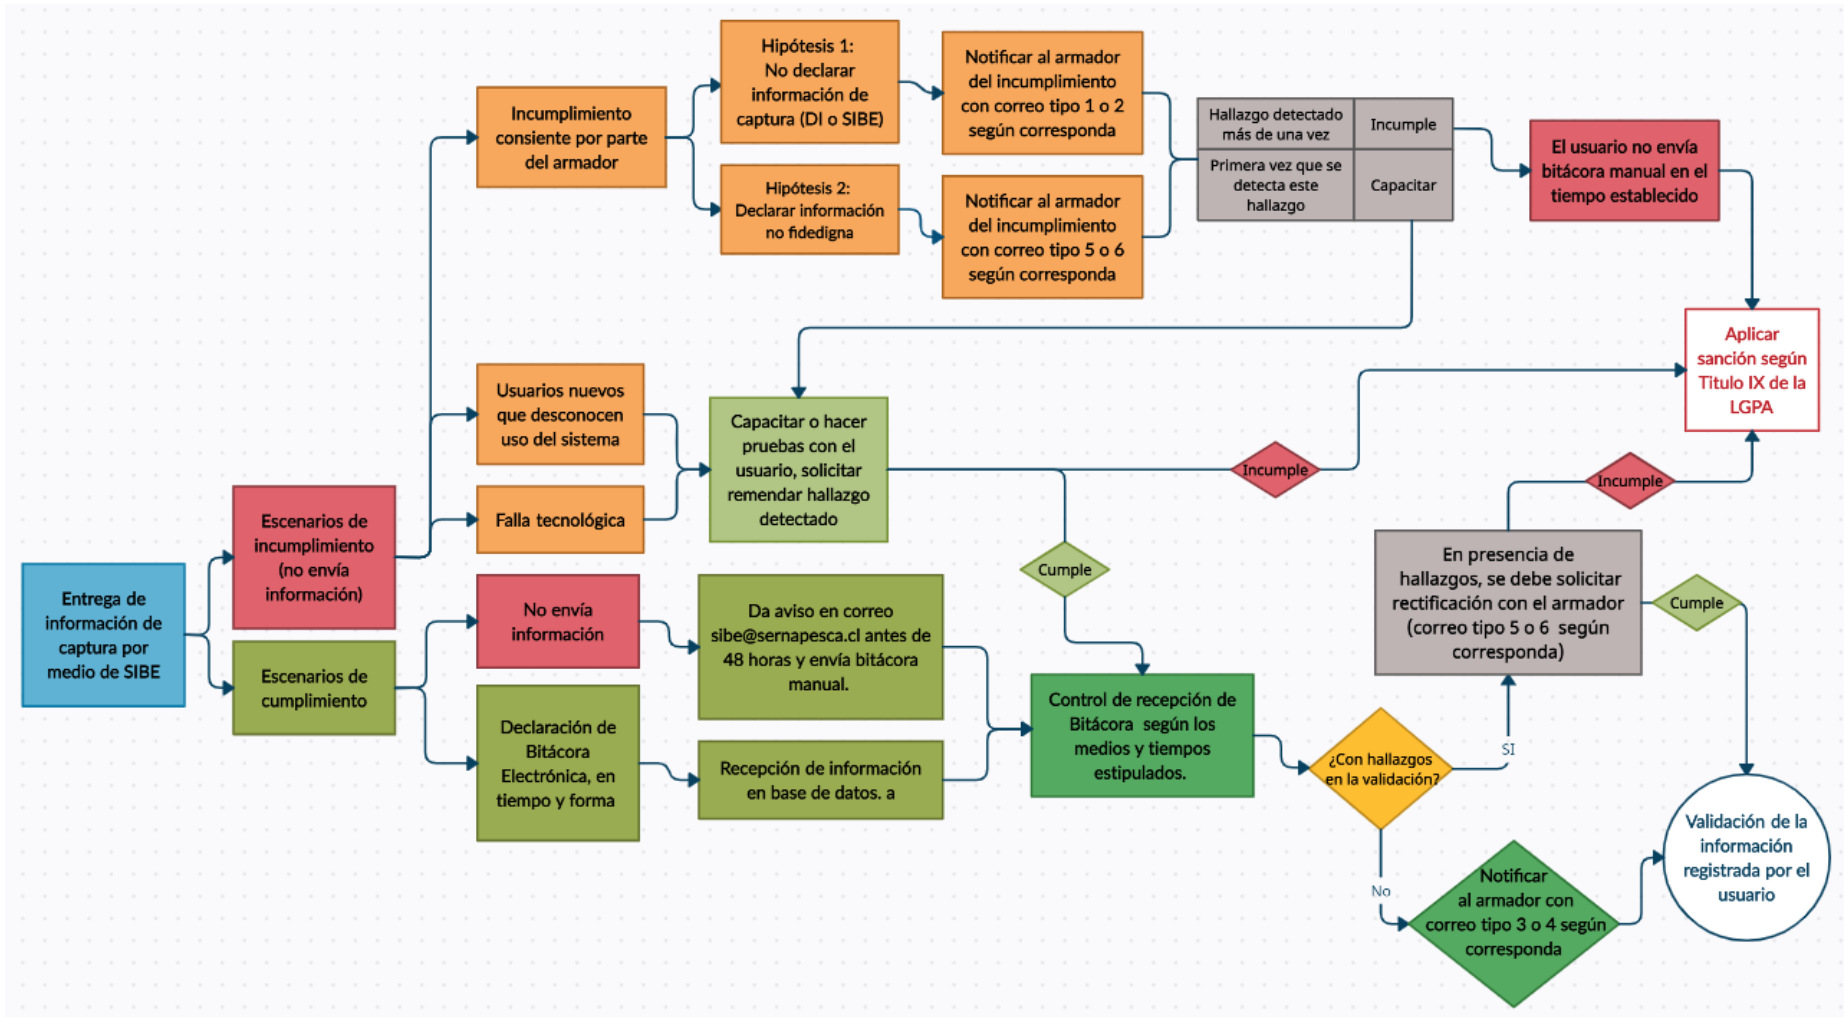 Hipótesis 1:
No declarar
información de
captura (DI o SIBE)
Notificar al armador
del incumplimiento
con correo tipo 1 o 2
según corresponda
Incumplimiento
consiente por parte
del armador
Hallazgo detectado
más de una vez
Incumple
Primera vez que se
detecta este
hallazgo
Capacitar
El usuario no envía
bitácora manual en el
tiempo establecido
Hipótesis 2:
Declarar información
no fidedigna
Notificar al armador
del incumplimiento
con correo tipo 5 o 6
según corresponda
Aplicar
sanción según
Titulo IX de la
LGPA
Usuarios nuevos
que desconocen
uso del sistema
Falla tecnológica
Capacitar o hacer
pruebas con el
usuario, solicitar
remendar hallazgo
detectado
Incumple
Incumple
Cumple
Escenarios de
incumplimiento
(no envía
información)
Entrega de
información de
captura por
medio de SIBE
Escenarios de
cumplimiento
No envía
información
Da aviso en correo
sibe@sernapesca.cl antes de
48 horas y envía bitácora
manual.
Declaración de
Bitácora
Electrónica, en
tiempo y forma
Recepción de información
en base de datos. a
Control de recepción de
Bitácora según los
medios y tiempos
estipulados.
En presencia de
hallazgos, se debe solicitar
rectificación con el armador
(correo tipo 5 o 6 según
corresponda)
Cumple
¿Con hallazgos
en la validación?
SI
No
Notificar
al armador con
correo tipo 3 o 4 según
corresponda
Validación de la
información
registrada por el
usuario